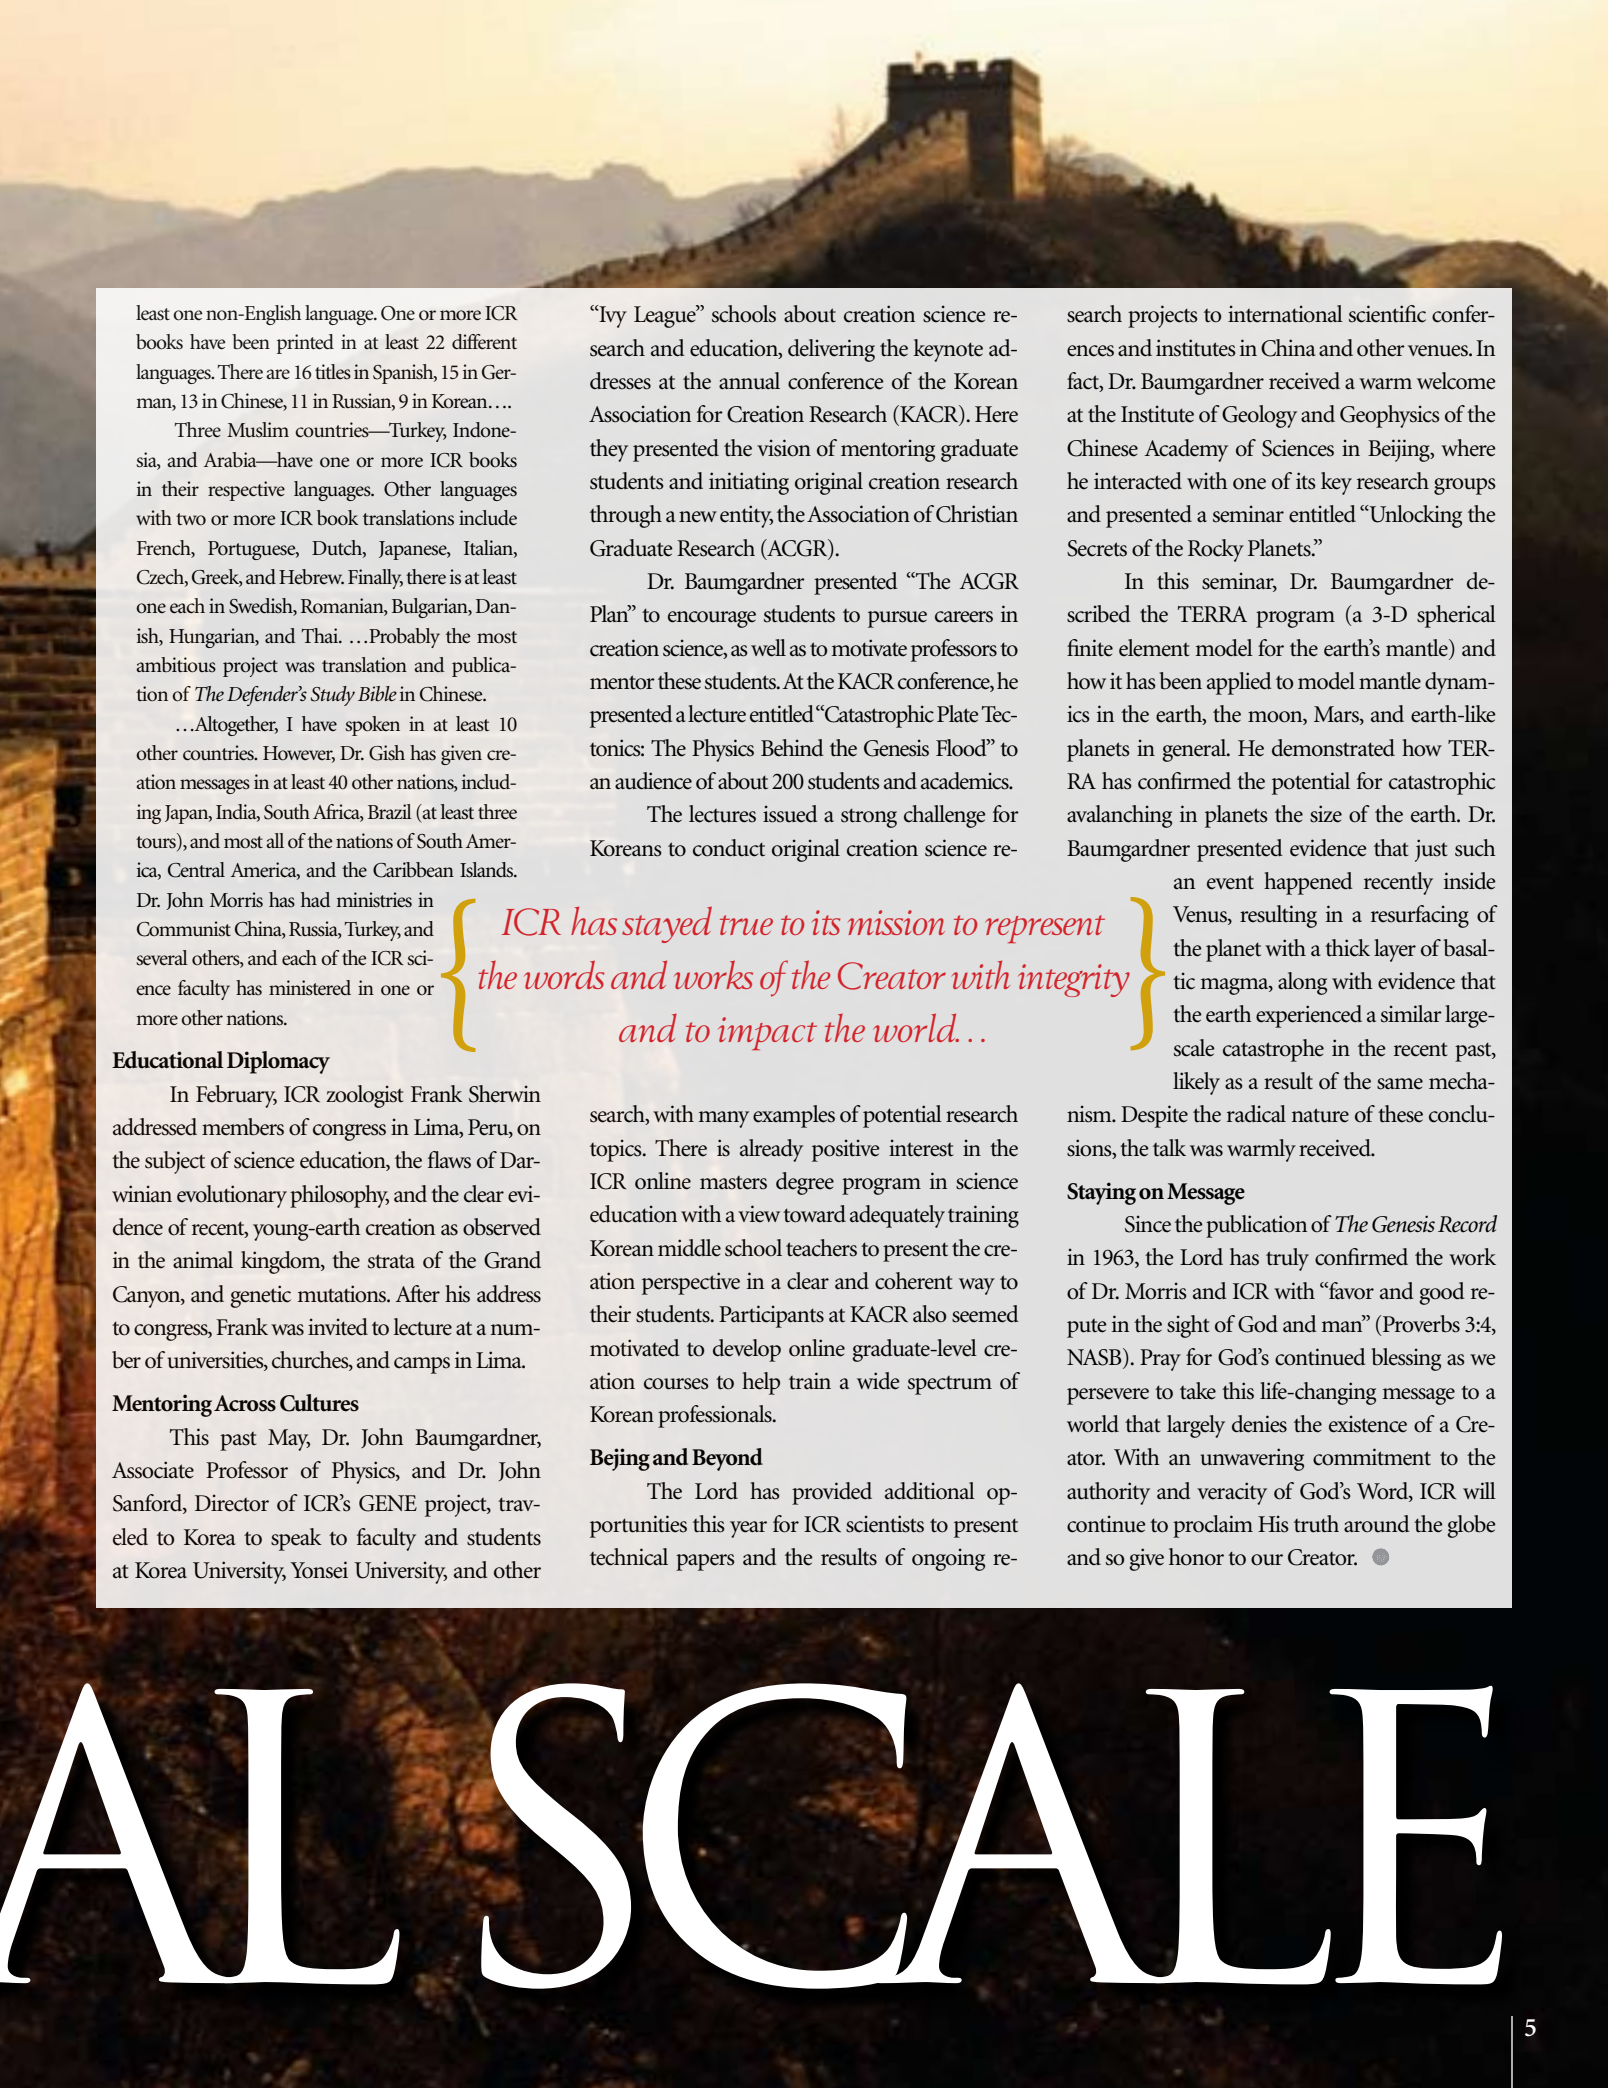 least one non-English language. One or more ICR
books have been printed in at least 22 different
languages. There are 16 titles in Spanish, 15 in Ger-
man, 13 in Chinese, 11 in Russian, 9 in Korean….
Three Muslim countries—Turkey, Indone-
sia, and Arabia—have one or more ICR books
in their respective languages. Other languages
with two or more ICR book translations include
French, Portuguese, Dutch, Japanese, Italian,
Czech, Greek, and Hebrew. Finally, there is at least
one each in Swedish, Romanian, Bulgarian, Dan-
ish, Hungarian, and Thai. …Probably the most
ambitious project was translation and publica-
tion of The Defender’s Study Bible in Chinese.
…Altogether, I have spoken in at least 10
other countries. However, Dr. Gish has given cre-
ation messages in at least 40 other nations, includ-
ing Japan, India, South Africa, Brazil (at least three
tours), and most all of the nations of South Amer-
ica, Central America, and the Caribbean Islands.
Dr. John Morris has had ministries in
Communist China, Russia, Turkey, and
several others, and each of the ICR sci-
ence faculty has ministered in one or
more other nations.
Educational Diplomacy
In February, ICR zoologist Frank Sherwin
addressed members of congress in Lima, Peru, on
the subject of science education, the flaws of Dar-
winian evolutionary philosophy, and the clear evi-
dence of recent, young-earth creation as observed
in the animal kingdom, the strata of the Grand
Canyon, and genetic mutations. After his address
to congress, Frank was invited to lecture at a num-
ber of universities, churches, and camps in Lima.
Mentoring Across Cultures
This past May, Dr. John Baumgardner,
Associate Professor of Physics, and Dr. John
Sanford, Director of ICR’s GENE project, trav-
eled to Korea to speak to faculty and students
at Korea University, Yonsei University, and other
“Ivy League” schools about creation science re-
search and education, delivering the keynote ad-
dresses at the annual conference of the Korean
Association for Creation Research (KACR). Here
they presented the vision of mentoring graduate
students and initiating original creation research
through a new entity, the Association of Christian
Graduate Research (ACGR).
Dr. Baumgardner presented “The ACGR
Plan” to encourage students to pursue careers in
creation science, as well as to motivate professors to
mentor these students. At the KACR conference, he
presented a lecture entitled “Catastrophic Plate Tec-
tonics: The Physics Behind the Genesis Flood” to
an audience of about 200 students and academics.
The lectures issued a strong challenge for
Koreans to conduct original creation science re-
{ICR has stayed true to its mission to represent
the words and works of the Creator with integrity
and to impact the world…}
search, with many examples of potential research
topics. There is already positive interest in the
ICR online masters degree program in science
education with a view toward adequately training
Korean middle school teachers to present the cre-
ation perspective in a clear and coherent way to
their students. Participants at KACR also seemed
motivated to develop online graduate-level cre-
ation courses to help train a wide spectrum of
Korean professionals.
Bejing and Beyond
The Lord has provided additional op-
portunities this year for ICR scientists to present
technical papers and the results of ongoing re-
search projects to international scientific confer-
ences and institutes in China and other venues. In
fact, Dr. Baumgardner received a warm welcome
at the Institute of Geology and Geophysics of the
Chinese Academy of Sciences in Beijing, where
he interacted with one of its key research groups
and presented a seminar entitled “Unlocking the
Secrets of the Rocky Planets.”
In this seminar, Dr. Baumgardner de-
scribed the TERRA program (a 3-D spherical
finite element model for the earth’s mantle) and
how it has been applied to model mantle dynam-
ics in the earth, the moon, Mars, and earth-like
planets in general. He demonstrated how TER-
RA has confirmed the potential for catastrophic
avalanching in planets the size of the earth. Dr.
Baumgardner presented evidence that just such
an event happened recently inside
Venus, resulting in a resurfacing of
the planet with a thick layer of basal-
tic magma, along with evidence that
the earth experienced a similar large-
scale catastrophe in the recent past,
likely as a result of the same mecha-
nism. Despite the radical nature of these conclu-
sions, the talk was warmly received.
Staying on Message
Since the publication of The Genesis Record
in 1963, the Lord has truly confirmed the work
of Dr. Morris and ICR with “favor and good re-
pute in the sight of God and man” (Proverbs 3:4,
NASB). Pray for God’s continued blessing as we
persevere to take this life-changing message to a
world that largely denies the existence of a Cre-
ator. With an unwavering commitment to the
authority and veracity of God’s Word, ICR will
continue to proclaim His truth around the globe
and so give honor to our Creator.
AL SCALE
5